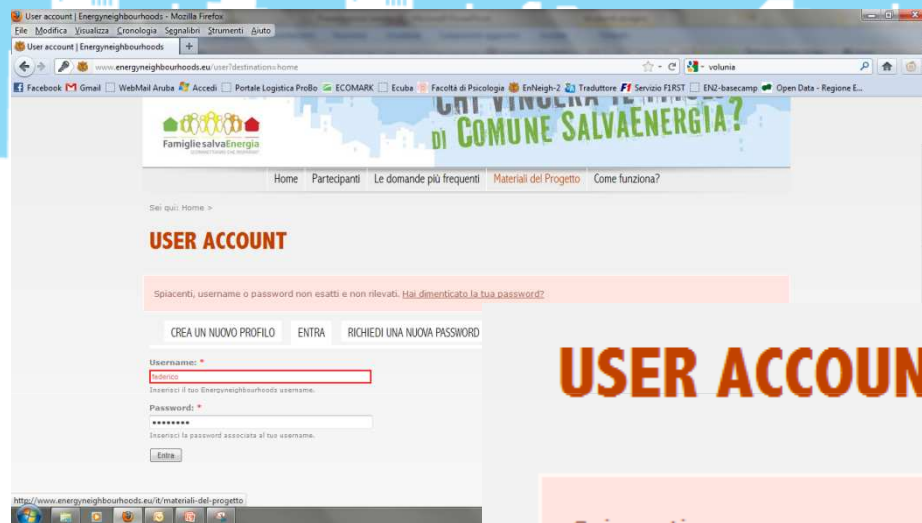 User account | Energyneighbourhoods - Mozilla Firefox
File Modifica Visualizza Cronologia Segnalibri Strumenti Aiuto
User account | Energyneighbourhoods
www.energyneighbourhoods.eu/user?destination=home
volunia
Facebook Gmail WebMail Aruba Accedi Portale Logistica ProBo ECOMARK Ecuba Facoltà di Psicologia EnNeigh-2 Traduttore Servizio F1RST EN2-basecamp Open Data - Regione E...
CHI VINCERÀ IL
DI COMUNE SALVAENERGIA?
FamigliesalvaEnergia
Home Partecipanti Le domande più frequenti Materiali del Progetto Come funziona?
Sei qui: Home >
USER ACCOUNT
Spiacenti, username o password non esatti e non rilevati. Hai dimenticato la tua password?
CREA UN NUOVO PROFILO ENTRA RICHIEDI UNA NUOVA PASSWORD
Username: *
federico
Inserisci il tuo Energyneighbourhoods username.
Password: *
••••••••
Inserisci la password associata al tuo username.
Entra
http://www.energyneighbourhoods.eu/it/materiali-del-progetto
USER ACCOUN